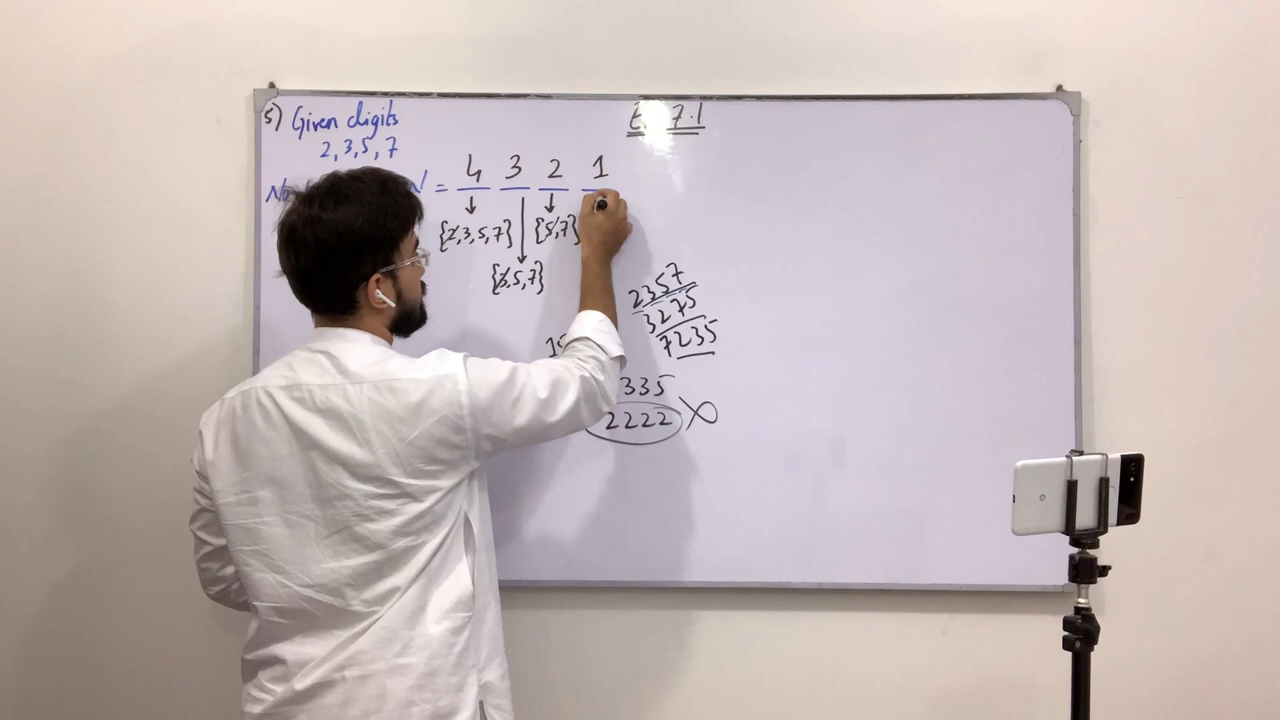 5) Given digits
Ex 7.1
2, 3, 5, 7
4 3 2 1
N =
{2,3,5,7} {5,7}
{3,5,7}
2357
3275
7235
335
2222